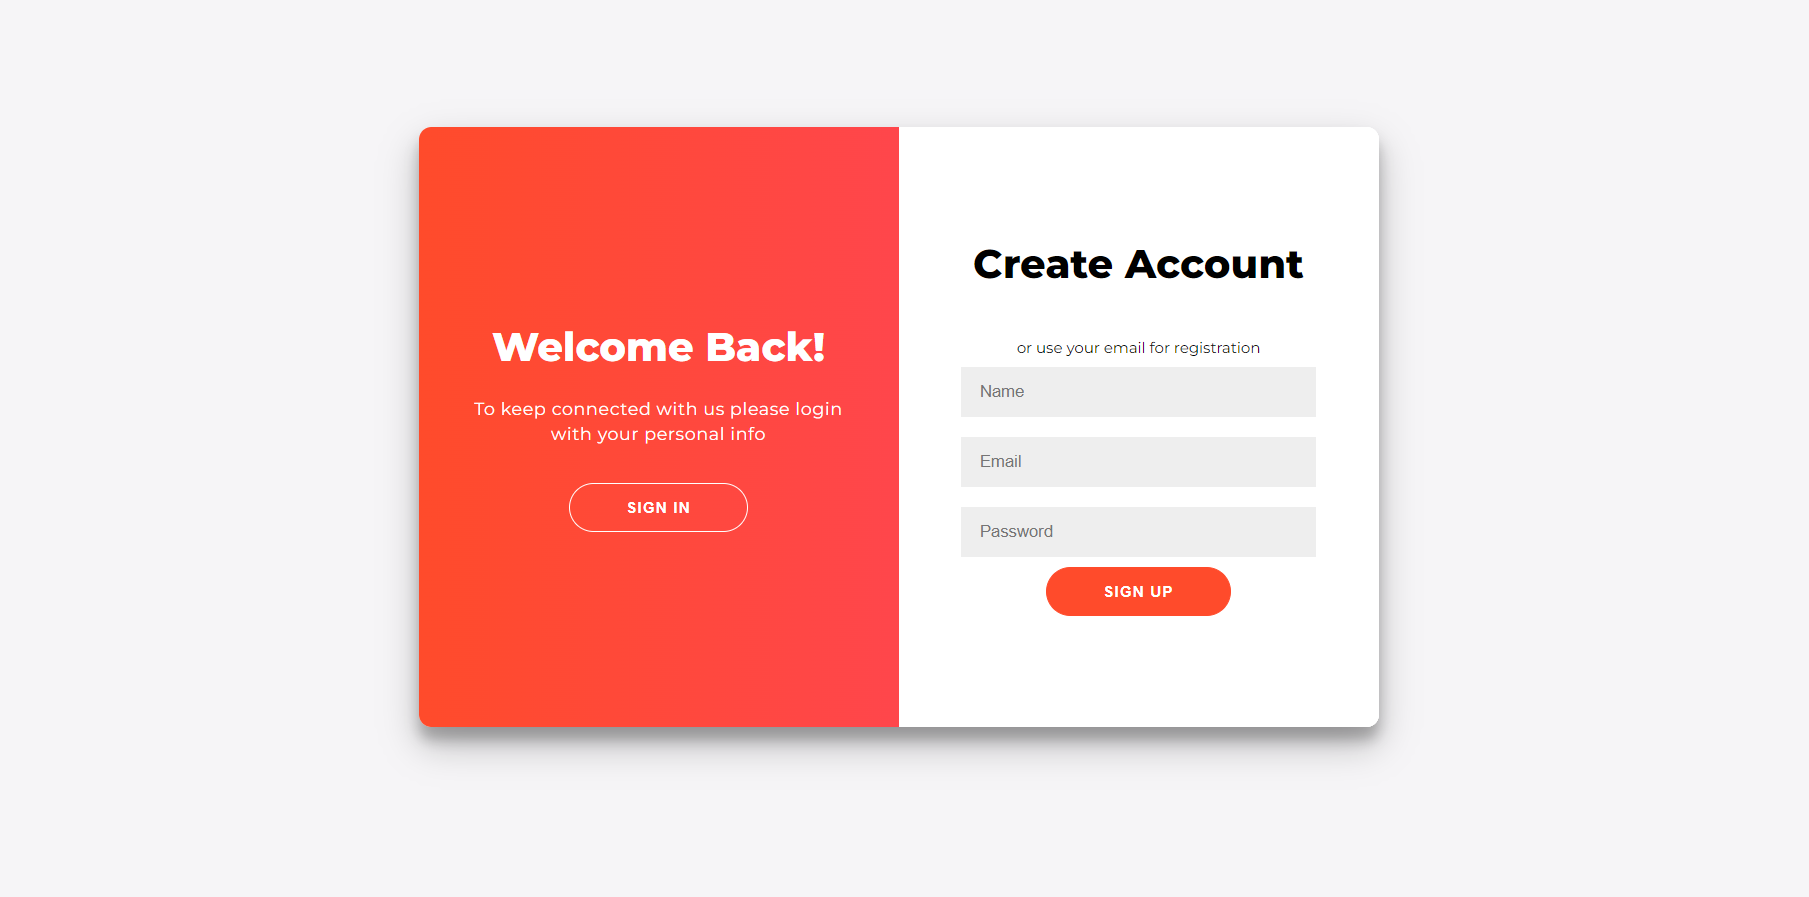 Welcome Back!
To keep connected with us please login
with your personal info
SIGN IN
Create Account
or use your email for registration
Name
Email
Password
SIGN UP